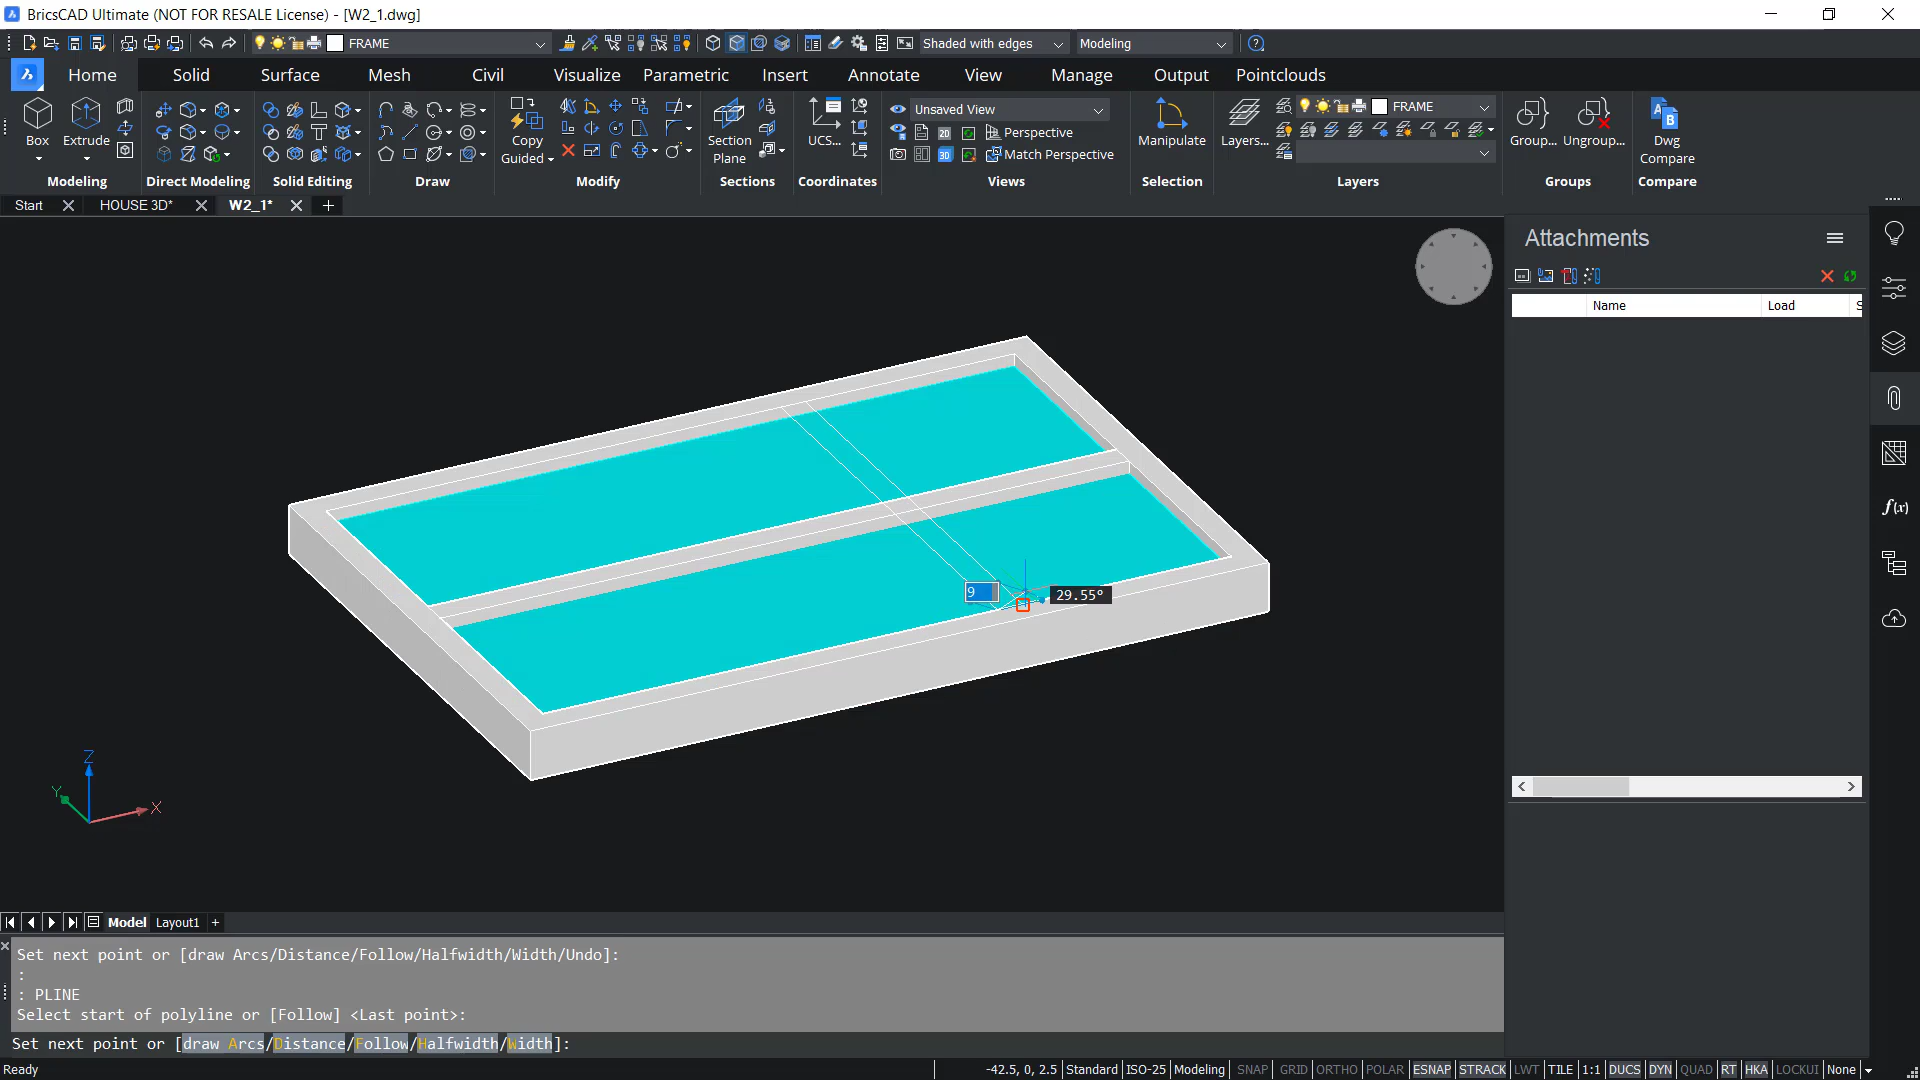 BricsCAD Ultimate (NOT FOR RESALE License) - [W2_1.dwg]
FRAME
Shaded with edges
Modeling
Home Solid Surface Mesh Civil Visualize Parametric Insert Annotate View Manage Output Pointclouds
Box
Extrude
Copy Guided
Section Plane
UCS...
Unsaved View
2D
Perspective
3D
Match Perspective
Manipulate
Layers...
FRAME
Group...
Ungroup...
A
B
Dwg Compare
Modeling Direct Modeling Solid Editing Draw Modify Sections Coordinates Views Selection Layers Groups Compare
Start HOUSE 3D* W2_1* +
Attachments
Name Load S
f(x)
9
29.55°
Z
Y
X
Model Layout1 +
Set next point or [draw Arcs/Distance/Follow/Halfwidth/Width/Undo]:
:
: PLINE
Select start of polyline or [Follow] <Last point>:
Set next point or [draw Arcs/Distance/Follow/Halfwidth/Width]:
Ready
-42.5, 0, 2.5 Standard ISO-25 Modeling SNAP GRID ORTHO POLAR ESNAP STRACK LWT TILE 1:1 DUCS DYN QUAD RT HKA LOCKUI None